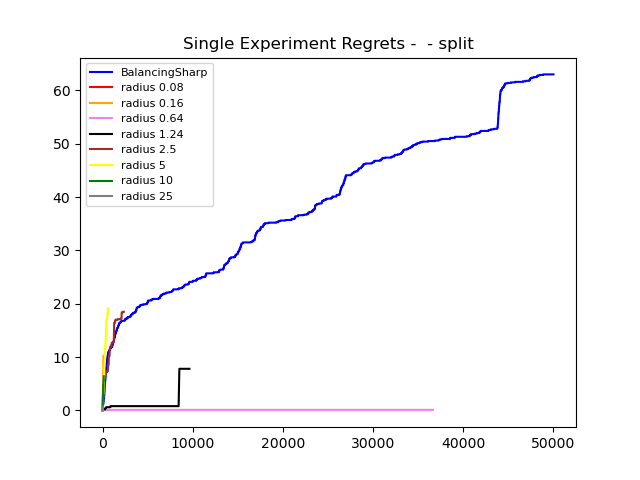 Single Experiment Regrets -  - split
BalancingSharp
radius 0.08
radius 0.16
radius 0.64
radius 1.24
radius 2.5
radius 5
radius 10
radius 25
60
50
40
30
20
10
0
0 10000 20000 30000 40000 50000